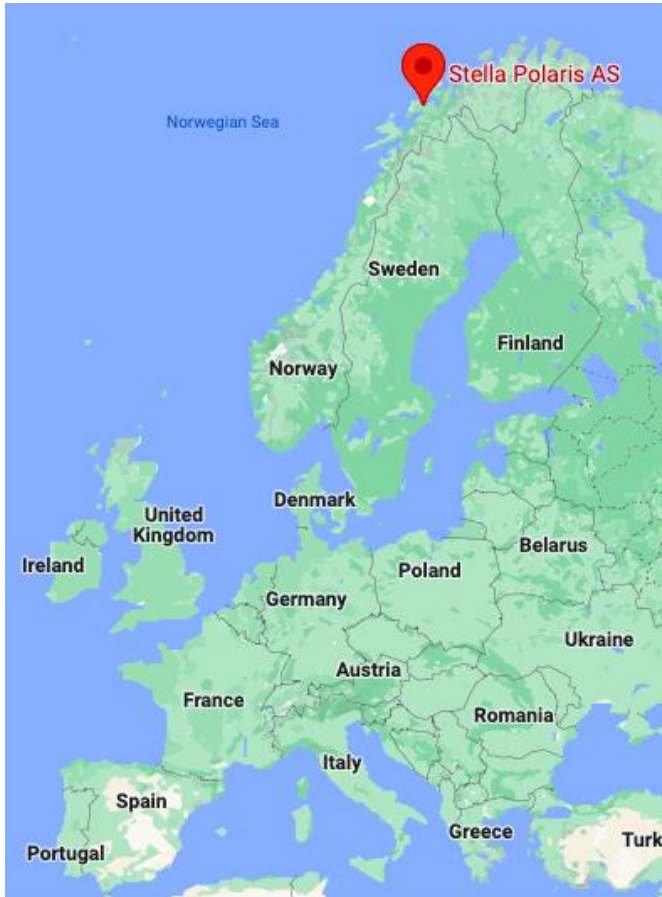 Stella Polaris AS
Norwegian Sea
Sweden
Finland
Norway
Denmark
United
Kingdom
Ireland
Belarus
Poland
Germany
Ukraine
Austria
France
Romania
Italy
Spain
Greece
Turk
Portugal